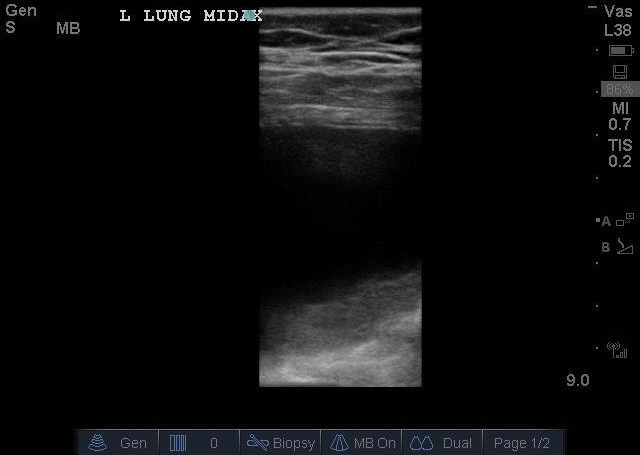 Gen
S
MB
L LUNG MIDAX
Vas
L38
86%
MI
0.7
TIS
0.2
A
B
9.0
Gen
0
Biopsy
MB On
Dual
Page 1/2